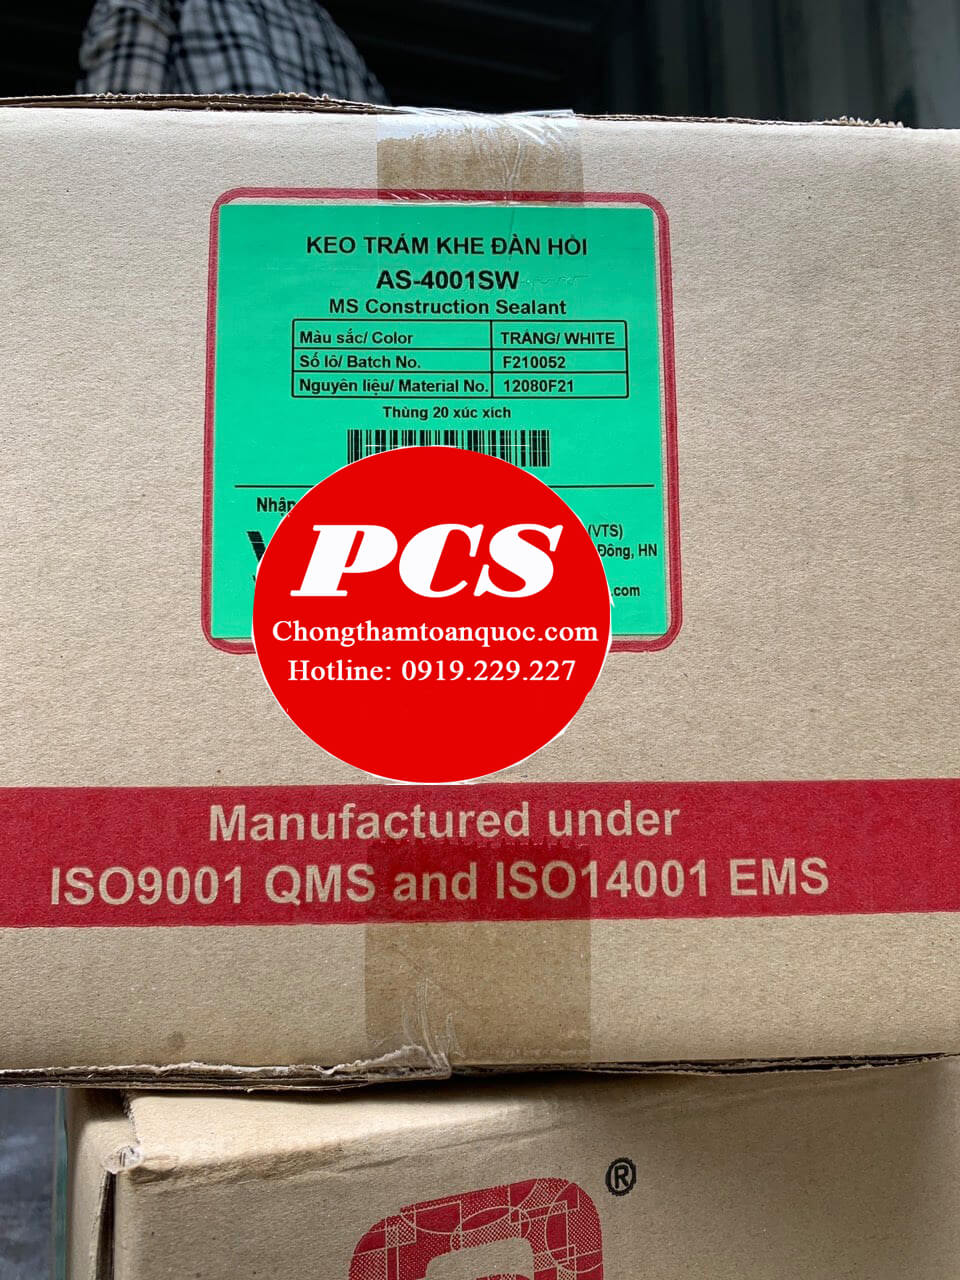 KEO TRÁM KHE ĐÀN HỒI
AS-4001SW
MS Construction Sealant
Màu sắc/ Color TRẮNG/ WHITE
Số lô/ Batch No. F210052
Nguyên liệu/ Material No. 12080F21
Thùng 20 xúc xích
Nhập
(VTS)
Đông, HN
.com
PCS
Chongthamtoanquoc.com
Hotline: 0919.229.227
Manufactured under
ISO9001 QMS and ISO14001 EMS
®